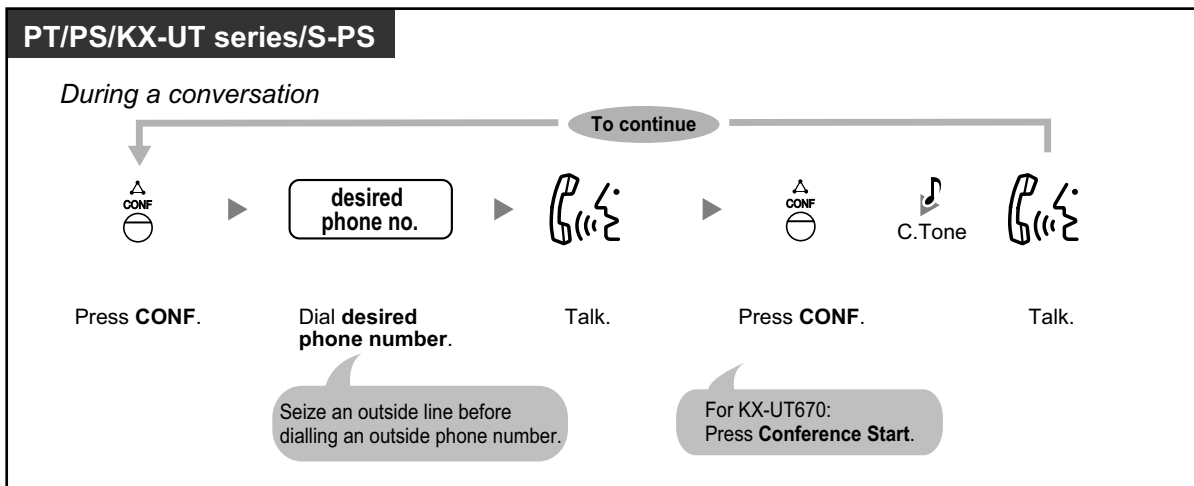 PT/PS/KX-UT series/S-PS
During a conversation
To continue
CONF
desired
phone no.
CONF
C.Tone
Press CONF.
Dial desired
phone number.
Talk.
Press CONF.
Talk.
Seize an outside line before
dialling an outside phone number.
For KX-UT670:
Press Conference Start.